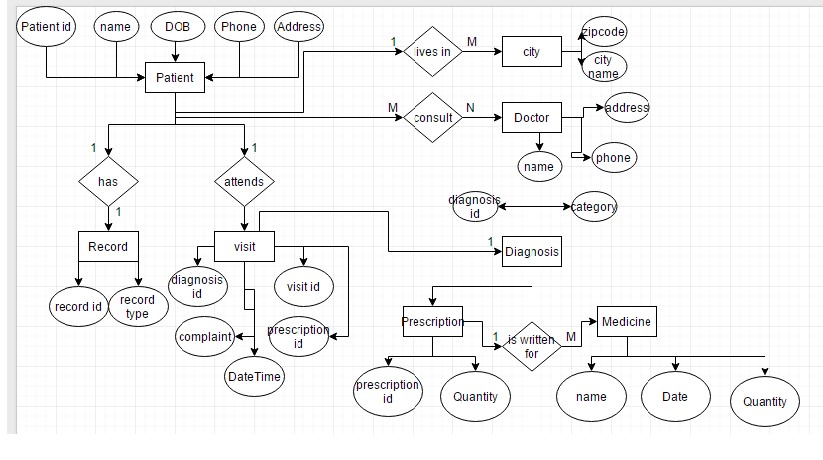 Patient id
name
DOB
Phone
Address
Patient
1
lives in
M
city
zipcode
city
name
M
consult
N
Doctor
address
name
phone
1
has
1
Record
record id
record
type
1
attends
visit
diagnosis
id
visit id
complaint
prescription
id
DateTime
diagnosis
id
category
1
Diagnosis
Prescription
1
is written
for
M
Medicine
prescription
id
Quantity
name
Date
Quantity